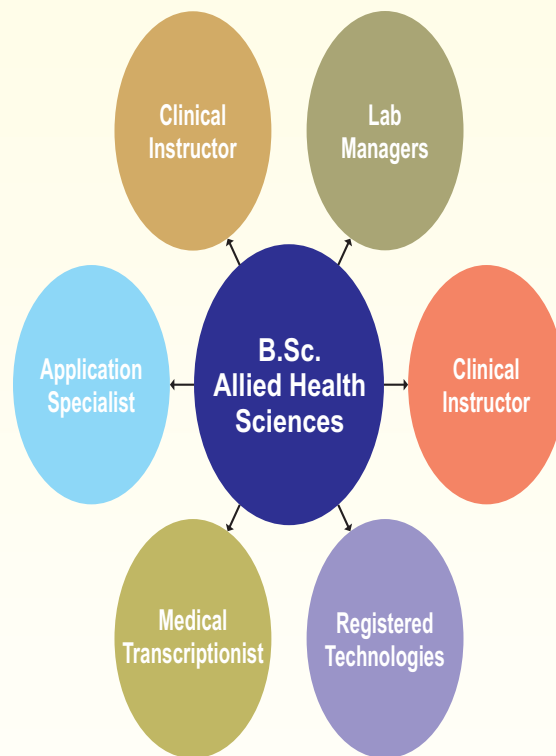 Clinical
Instructor
Lab
Managers
Application
Specialist
B.Sc.
Allied Health
Sciences
Clinical
Instructor
Medical
Transcriptionist
Registered
Technologies